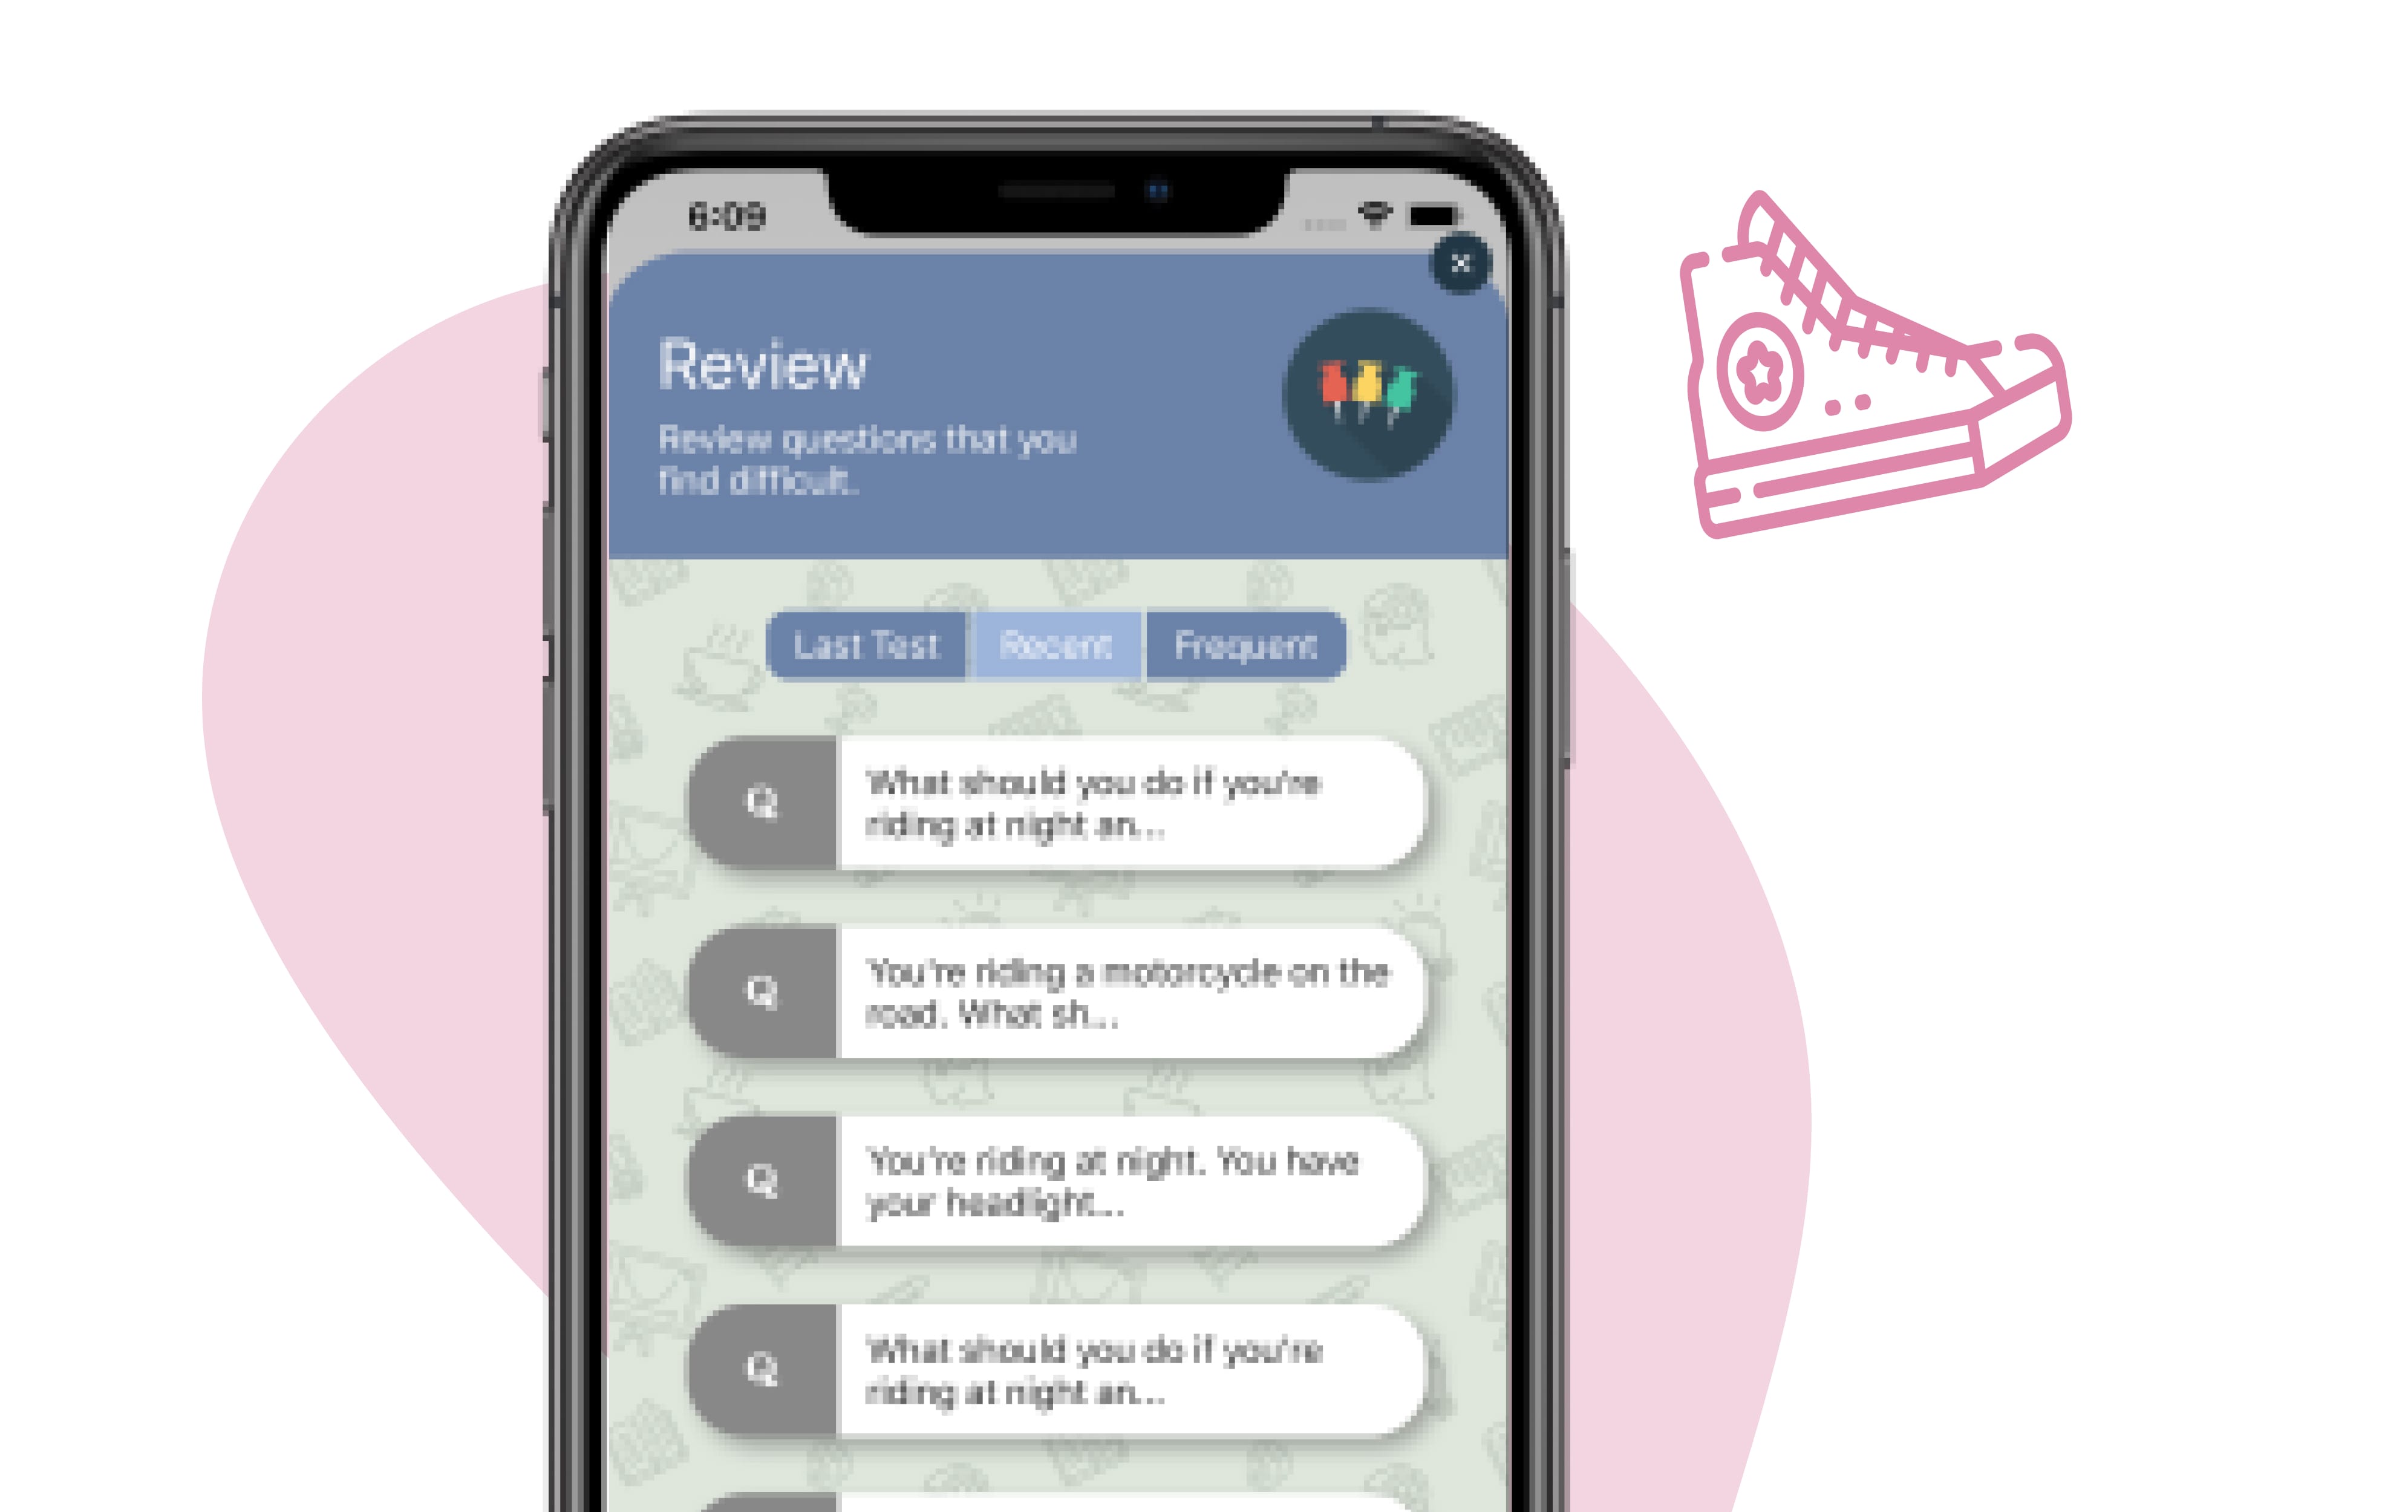 6:09
Review
Review questions that you
find difficult.
Last Test
Recent
Frequent
What should you do if you're
riding at night an...
You're riding a motorcycle on the
road. What sh...
You're riding at night. You have
your headlight...
What should you do if you're
riding at night an...